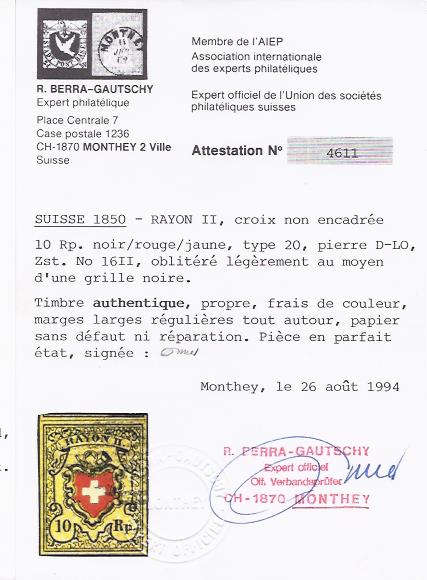 MONTHEY
R. BERRA-GAUTSCHY
Expert philatélique
Place Centrale 7
Case postale 1236
CH-1870 MONTHEY 2 Ville
Suisse
Membre de l'AIEP
Association internationale
des experts philatéliques
Expert officiel de l'Union des sociétés
philatéliques suisses
Attestation No 4611
SUISSE 1850 - RAYON II, croix non encadrée
10 Rp. noir/rouge/jaune, type 20, pierre D-LO,
Zst. No 16II, oblitéré légèrement au moyen
d'une grille noire.
Timbre authentique, propre, frais de couleur,
marges larges régulières tout autour, papier
sans défaut ni réparation. Pièce en parfait
état, signée :
Monthey, le 26 août 1994
RAYON II
10 Rp.
R. BERRA-GAUTSCHY
Expert officiel
Off. Verbandsprüfer
CH-1870 MONTHEY